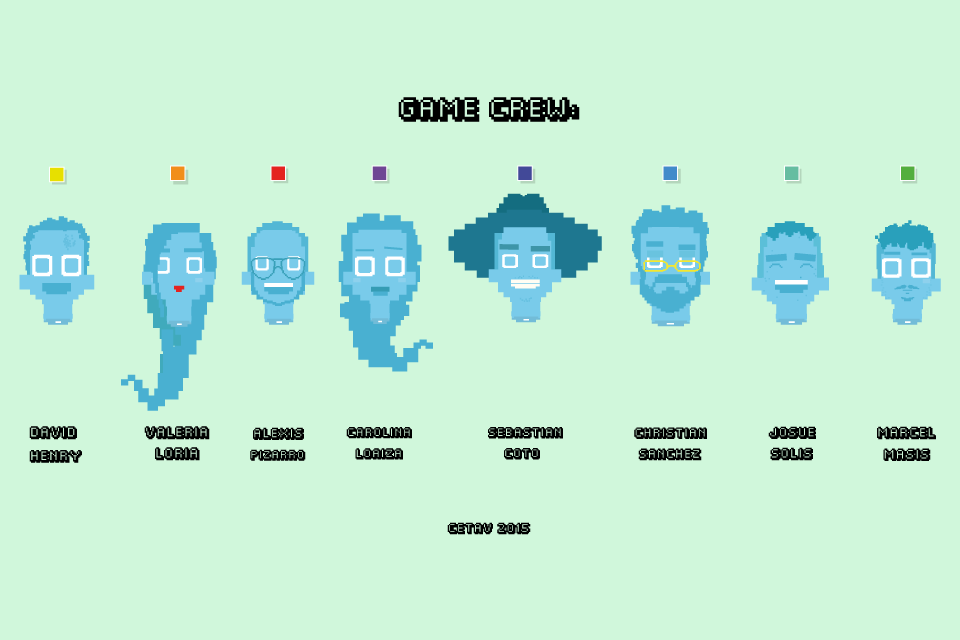 GAME CREW:
DAVID HENRY
VALERIA LORIA
ALEXIS PIZARRO
CAROLINA LOAIZA
SEBASTIAN COTO
CHRISTIAN SANCHEZ
JOSUE SOLIS
MARCEL MASIS
CETAV 2015